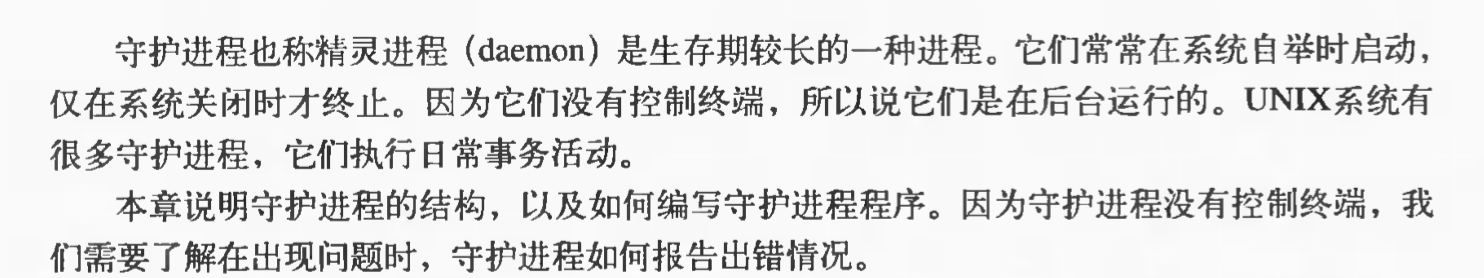 守护进程也称精灵进程（daemon）是生存期较长的一种进程。它们常常在系统自举时启动，
仅在系统关闭时才终止。因为它们没有控制终端，所以说它们是在后台运行的。UNIX系统有
很多守护进程，它们执行日常事务活动。
本章说明守护进程的结构，以及如何编写守护进程程序。因为守护进程没有控制终端，我
们需要了解在出现问题时，守护进程如何报告出错情况。